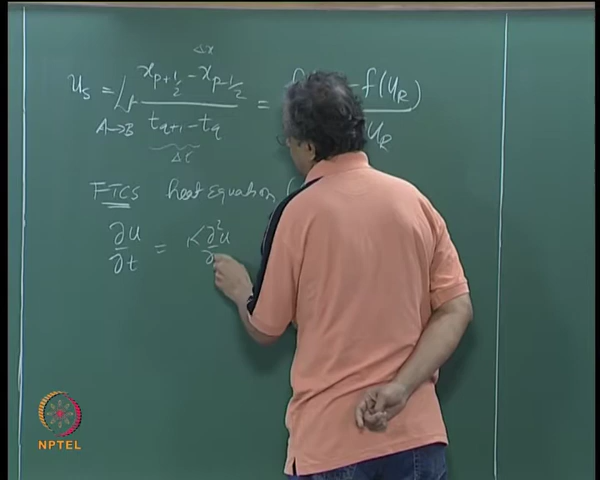 Δx
u_S = Lt x_{p+1/2} - x_{p-1/2} = - f(u_R)
A→B t_{q+1} - t_q u_R
Δt
FTCS heat Equation (
∂u/∂t = κ ∂²u/∂
NPTEL